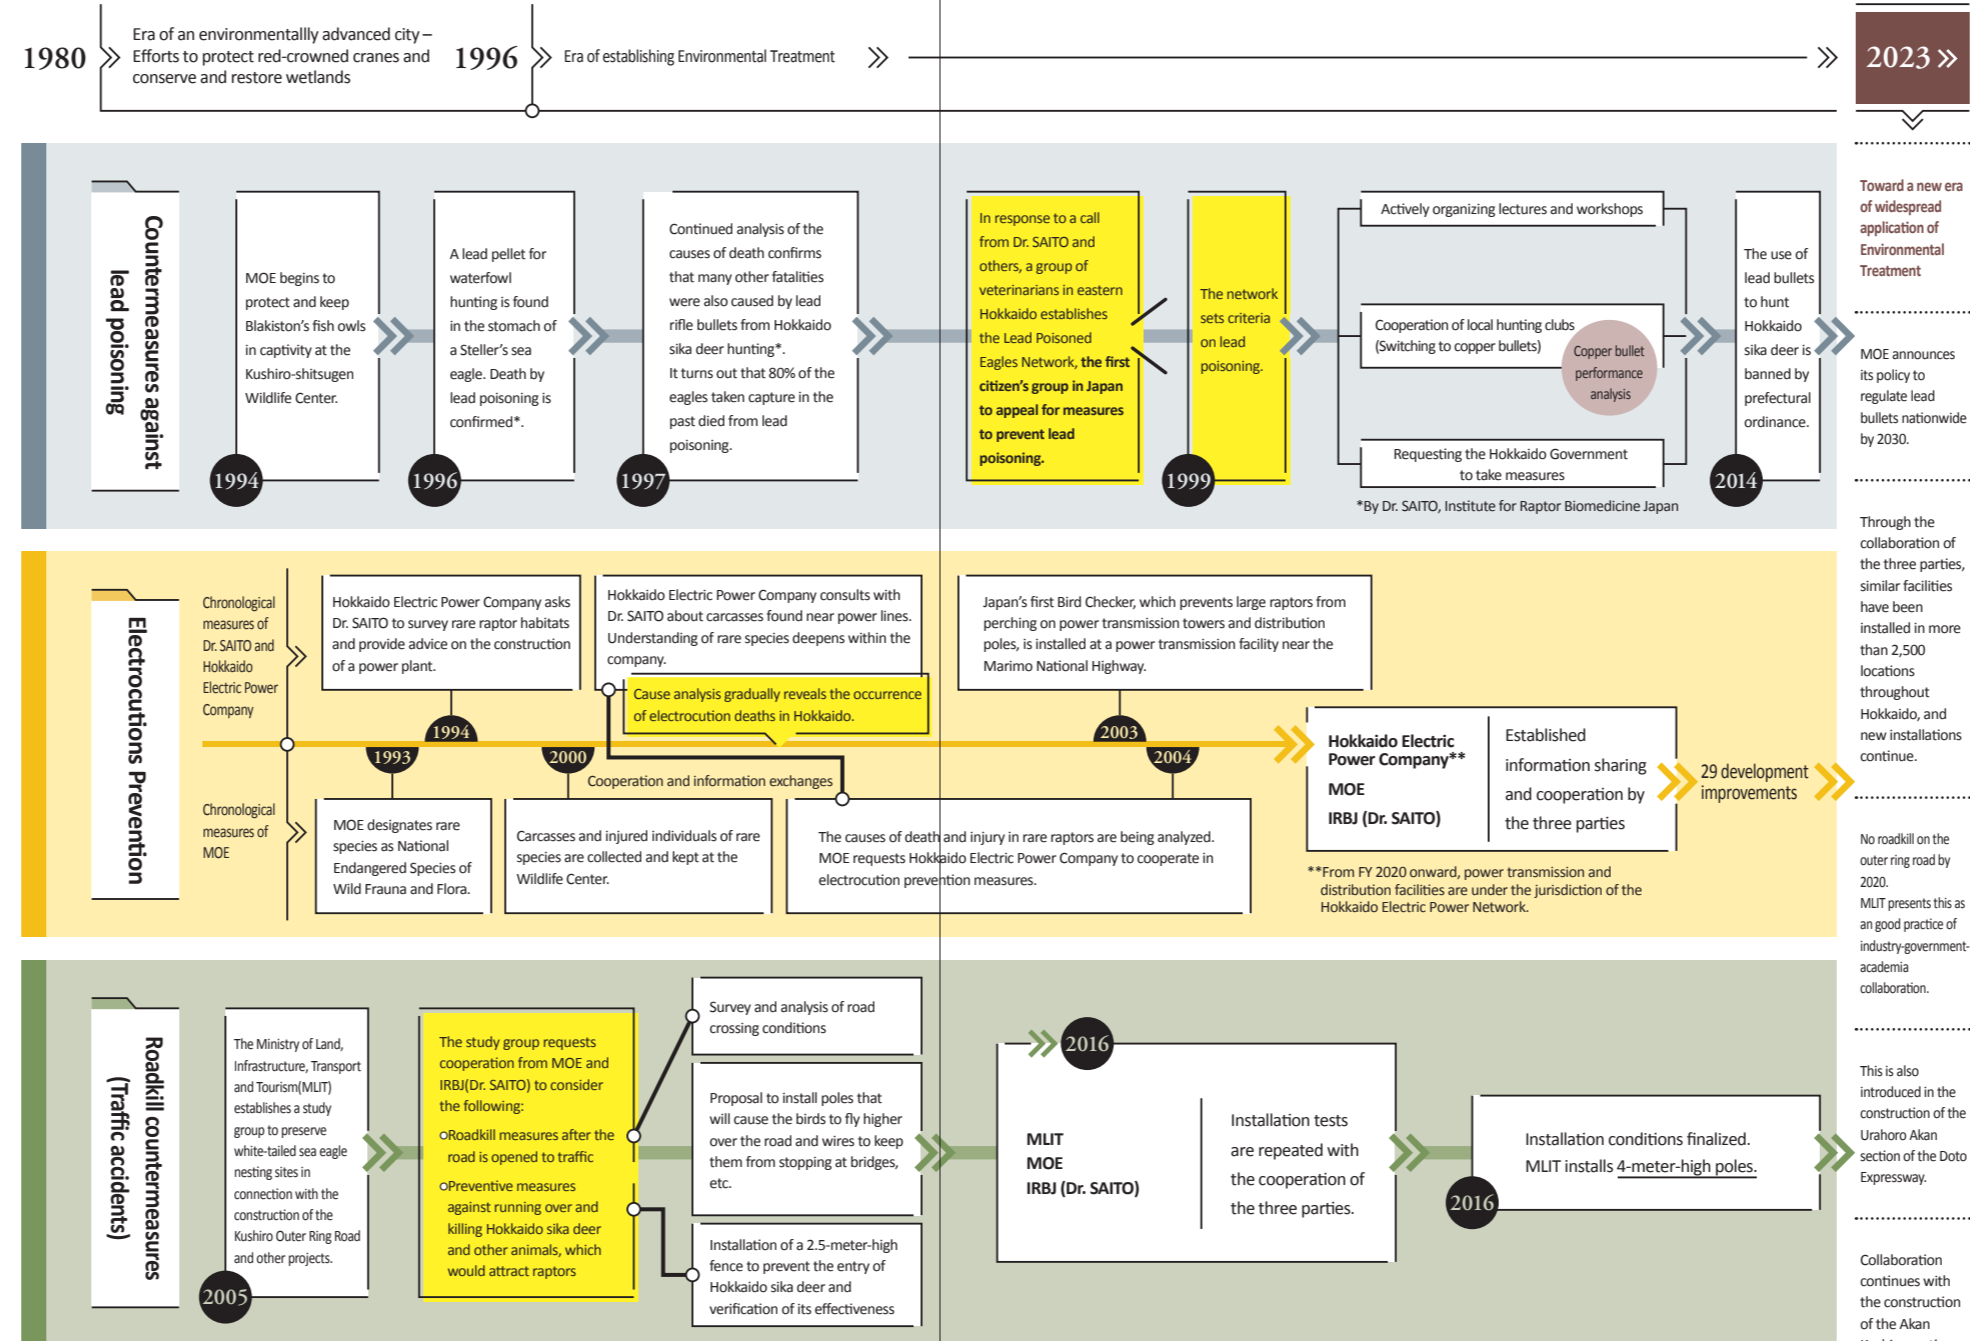 1980
Era of an environmentallly advanced city –
Efforts to protect red-crowned cranes and
conserve and restore wetlands
1996
Era of establishing Environmental Treatment
2023
Countermeasures against
lead poisoning
MOE begins to
protect and keep
Blakiston's fish owls
in captivity at the
Kushiro-shitsugen
Wildlife Center.
1994
A lead pellet for
waterfowl
hunting is found
in the stomach of
a Steller's sea
eagle. Death by
lead poisoning is
confirmed*.
1996
Continued analysis of the
causes of death confirms
that many other fatalities
were also caused by lead
rifle bullets from Hokkaido
sika deer hunting*.
It turns out that 80% of the
eagles taken capture in the
past died from lead
poisoning.
1997
In response to a call
from Dr. SAITO and
others, a group of
veterinarians in eastern
Hokkaido establishes
the Lead Poisoned
Eagles Network, the first
citizen's group in Japan
to appeal for measures
to prevent lead
poisoning.
The network
sets criteria
on lead
poisoning.
1999
Actively organizing lectures and workshops
Cooperation of local hunting clubs
(Switching to copper bullets)
Copper bullet
performance
analysis
Requesting the Hokkaido Government
to take measures
*By Dr. SAITO, Institute for Raptor Biomedicine Japan
The use of
lead bullets
to hunt
Hokkaido
sika deer is
banned by
prefectural
ordinance.
2014
Electrocutions Prevention
Chronological
measures of
Dr. SAITO and
Hokkaido
Electric Power
Company
Chronological
measures of
MOE
Hokkaido Electric Power Company asks
Dr. SAITO to survey rare raptor habitats
and provide advice on the construction
of a power plant.
1994
Hokkaido Electric Power Company consults with
Dr. SAITO about carcasses found near power lines.
Understanding of rare species deepens within the
company.
Cause analysis gradually reveals the occurrence
of electrocution deaths in Hokkaido.
Japan's first Bird Checker, which prevents large raptors from
perching on power transmission towers and distribution
poles, is installed at a power transmission facility near the
Marimo National Highway.
2003
1993
MOE designates rare
species as National
Endangered Species of
Wild Frauna and Flora.
2000
Cooperation and information exchanges
Carcasses and injured individuals of rare
species are collected and kept at the
Wildlife Center.
2004
The causes of death and injury in rare raptors are being analyzed.
MOE requests Hokkaido Electric Power Company to cooperate in
electrocution prevention measures.
Hokkaido Electric
Power Company**
MOE
IRBJ (Dr. SAITO)
Established
information sharing
and cooperation by
the three parties
**From FY 2020 onward, power transmission and
distribution facilities are under the jurisdiction of the
Hokkaido Electric Power Network.
29 development
improvements
Roadkill countermeasures
(Traffic accidents)
The Ministry of Land,
Infrastructure, Transport
and Tourism(MLIT)
establishes a study
group to preserve
white-tailed sea eagle
nesting sites in
connection with the
construction of the
Kushiro Outer Ring Road
and other projects.
2005
The study group requests
cooperation from MOE and
IRBJ(Dr. SAITO) to consider
the following:
○Roadkill measures after the
road is opened to traffic
○Preventive measures
against running over and
killing Hokkaido sika deer
and other animals, which
would attract raptors
Survey and analysis of road
crossing conditions
Proposal to install poles that
will cause the birds to fly higher
over the road and wires to keep
them from stopping at bridges,
etc.
Installation of a 2.5-meter-high
fence to prevent the entry of
Hokkaido sika deer and
verification of its effectiveness
2016
MLIT
MOE
IRBJ (Dr. SAITO)
Installation tests
are repeated with
the cooperation of
the three parties.
Installation conditions finalized.
MLIT installs 4-meter-high poles.
2016
Toward a new era
of widespread
application of
Environmental
Treatment
MOE announces
its policy to
regulate lead
bullets nationwide
by 2030.
Through the
collaboration of
the three parties,
similar facilities
have been
installed in more
than 2,500
locations
throughout
Hokkaido, and
new installations
continue.
No roadkill on the
outer ring road by
2020.
MLIT presents this as
an good practice of
industry-government-
academia
collaboration.
This is also
introduced in the
construction of the
Urahoro Akan
section of the Doto
Expressway.
Collaboration
continues with
the construction
of the Akan